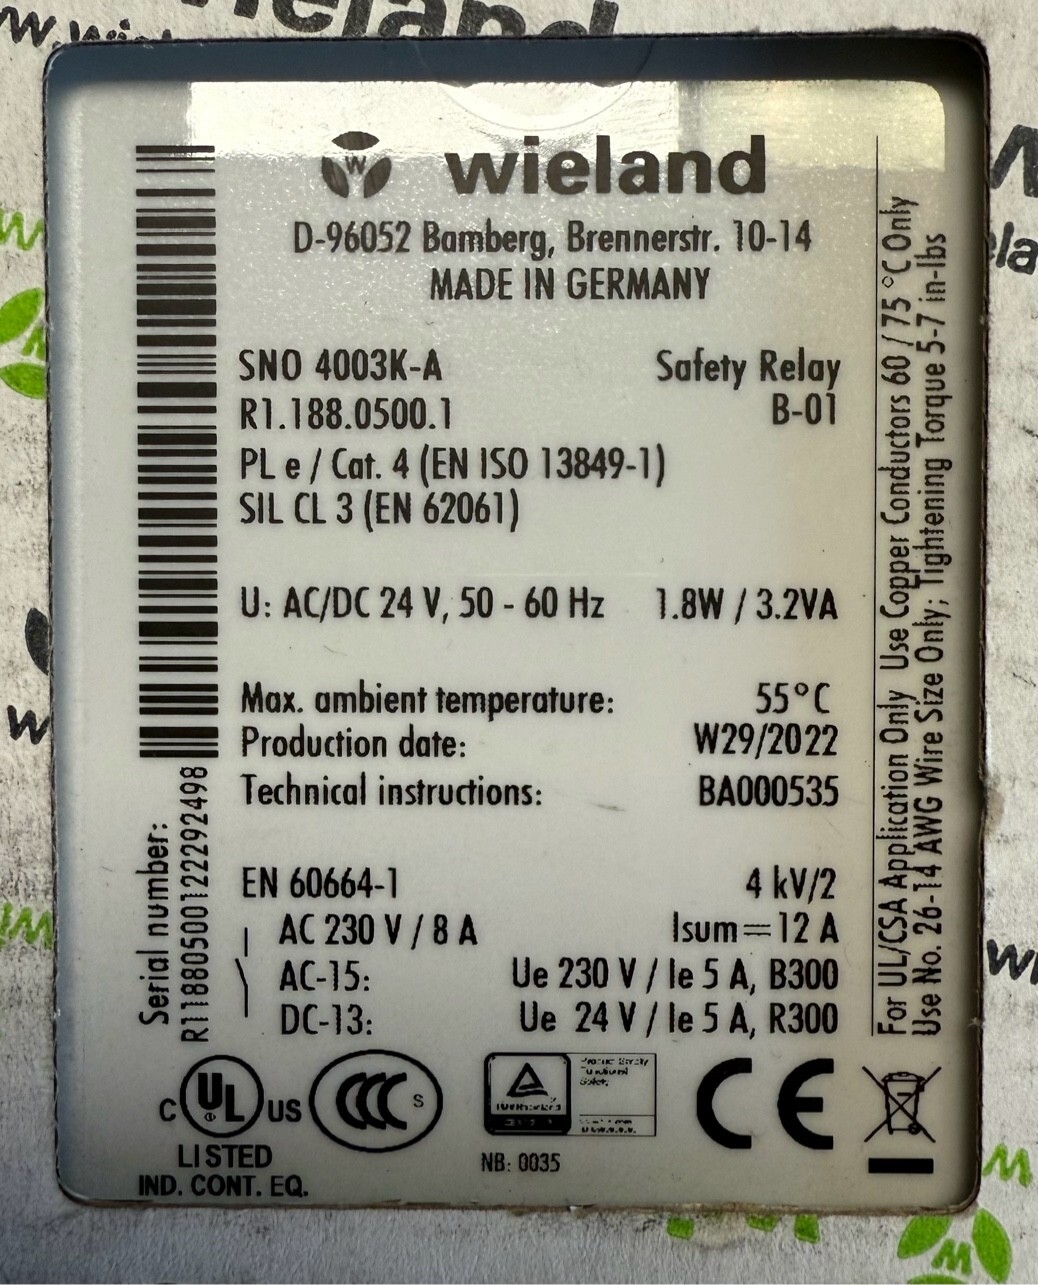 wieland
D-96052 Bamberg, Brennerstr. 10-14
MADE IN GERMANY
SNO 4003K-A Safety Relay
R1.188.0500.1 B-01
PL e / Cat. 4 (EN ISO 13849-1)
SIL CL 3 (EN 62061)
U: AC/DC 24 V, 50 - 60 Hz 1.8W / 3.2VA
Max. ambient temperature: 55°C
Production date: W29/2022
Technical instructions: BA000535
EN 60664-1 4 kV/2
AC 230 V / 8 A Isum=12 A
AC-15: Ue 230 V / Ie 5 A, B300
DC-13: Ue 24 V / Ie 5 A, R300
Serial number:
R118805001222292498
For UL/CSA Application Only Use Copper Conductors 60 / 75 °C Only
Use No. 26-14 AWG Wire Size Only; Tightening Torque 5-7 in-lbs
C UL US
LISTED
IND. CONT. EQ.
CCC S
Functional
Safety
NB: 0035
CE
wieland